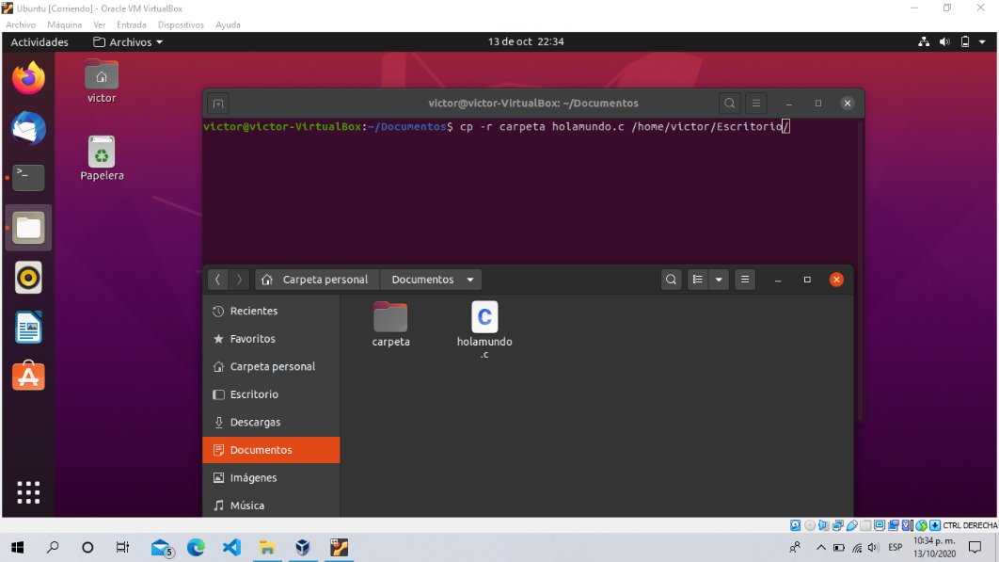 Ubuntu [Corriendo] - Oracle VM VirtualBox
Archivo Máquina Ver Entrada Dispositivos Ayuda
Actividades Archivos 13 de oct 22:34
victor
Papelera
victor@victor-VirtualBox: ~/Documentos
victor@victor-VirtualBox:~/Documentos$ cp -r carpeta holamundo.c /home/victor/Escritorio/
Carpeta personal Documentos
Recientes
Favoritos
Carpeta personal
Escritorio
Descargas
Documentos
Imágenes
Música
carpeta
holamundo
.c
CTRL DERECHA
5
ESP
10:34 p. m.
13/10/2020